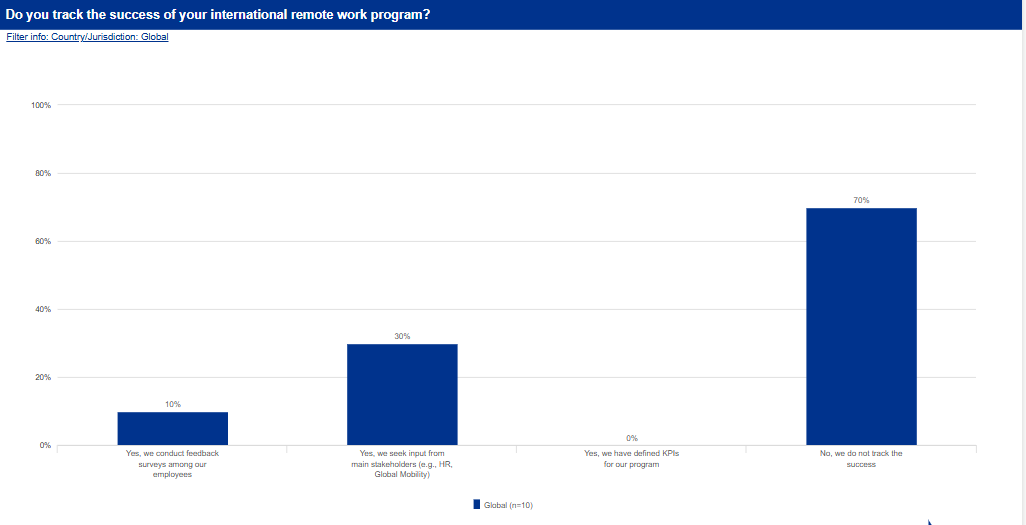 Do you track the success of your international remote work program?
Filter info: Country/Jurisdiction: Global
100%
80%
60%
40%
20%
0%
10%
30%
0%
70%
Yes, we conduct feedback
surveys among our
employees
Yes, we seek input from
main stakeholders (e.g., HR,
Global Mobility)
Yes, we have defined KPIs
for our program
No, we do not track the
success
Global (n=10)